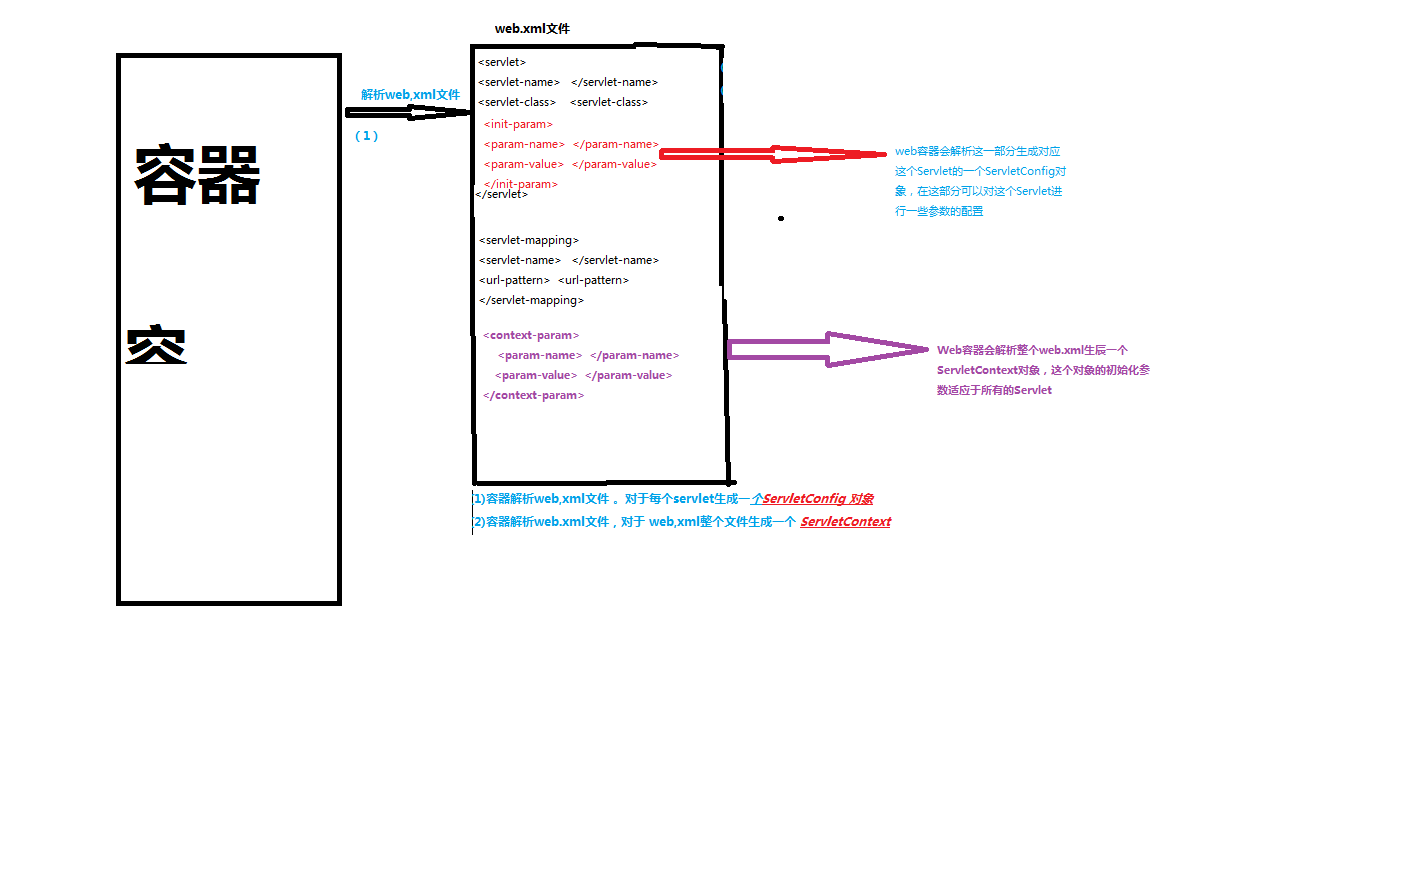 web.xml文件
容器
容
解析web,xml文件
（1）
<servlet>
<servlet-name> </servlet-name>
<servlet-class> <servlet-class>
<init-param>
<param-name> </param-name>
<param-value> </param-value>
</init-param>
</servlet>
<servlet-mapping>
<servlet-name> </servlet-name>
<url-pattern> <url-pattern>
</servlet-mapping>
<context-param>
<param-name> </param-name>
<param-value> </param-value>
</context-param>
web容器会解析这一部分生成对应
这个Servlet的一个ServletConfig对
象，在这部分可以对这个Servlet进
行一些参数的配置
Web容器会解析整个web.xml生辰一个
ServletContext对象，这个对象的初始化参
数适应于所有的Servlet
1)容器解析web,xml文件 。对于每个servlet生成一个ServletConfig 对象
2)容器解析web.xml文件，对于 web,xml整个文件生成一个 ServletContext